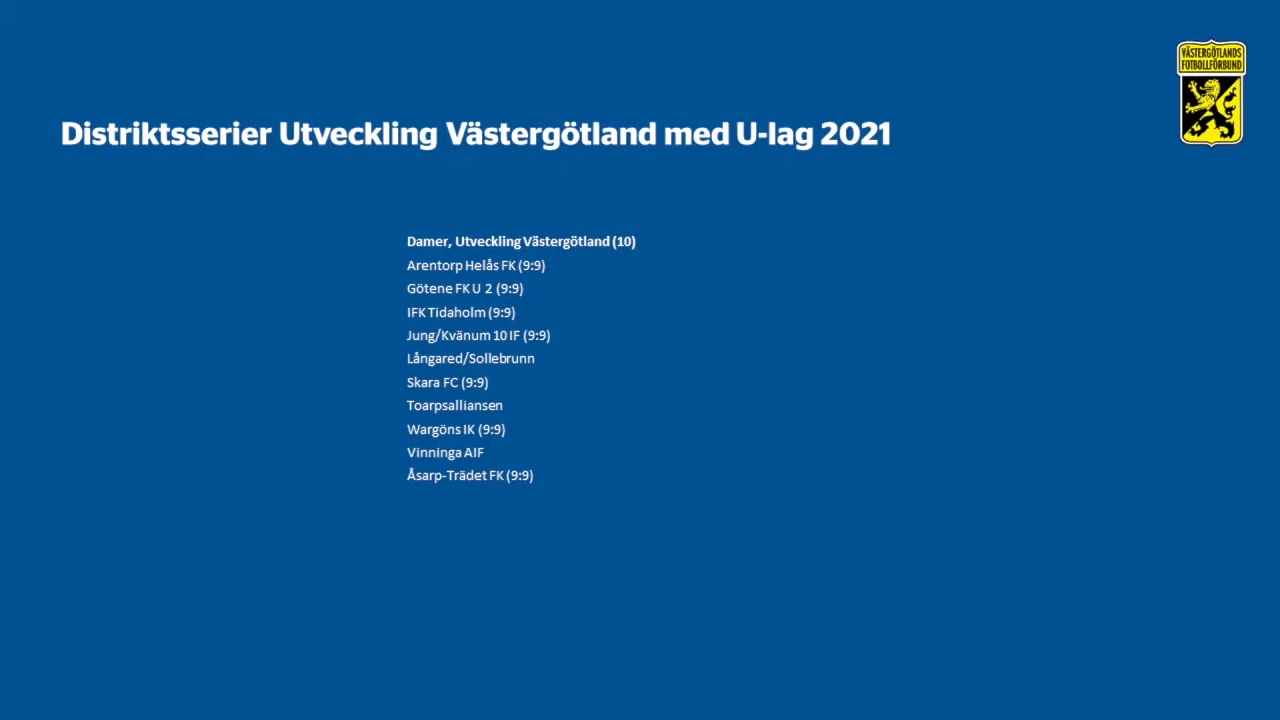 VÄSTERGÖTLANDS
FOTBOLLFÖRBUND
Distriktsserier Utveckling Västergötland med U-lag 2021
Damer, Utveckling Västergötland (10)
Arentorp Helås FK (9:9)
Götene FK U 2 (9:9)
IFK Tidaholm (9:9)
Jung/Kvänum 10 IF (9:9)
Långared/Sollebrunn
Skara FC (9:9)
Toarpsalliansen
Wargöns IK (9:9)
Vinninga AIF
Åsarp-Trädet FK (9:9)